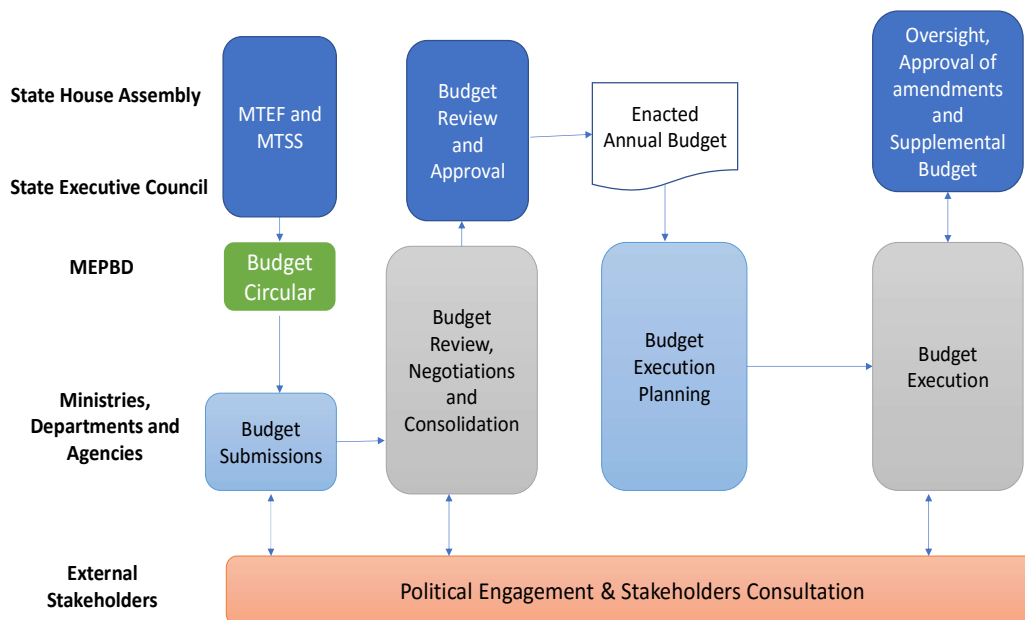 State House Assembly
State Executive Council
MEPBD
Ministries,
Departments and
Agencies
External
Stakeholders
MTEF and
MTSS
Budget
Circular
Budget
Submissions
Budget
Review
and
Approval
Budget
Review,
Negotiations
and
Consolidation
Enacted
Annual Budget
Budget
Execution
Planning
Oversight,
Approval of
amendments
and
Supplemental
Budget
Budget
Execution
Political Engagement & Stakeholders Consultation